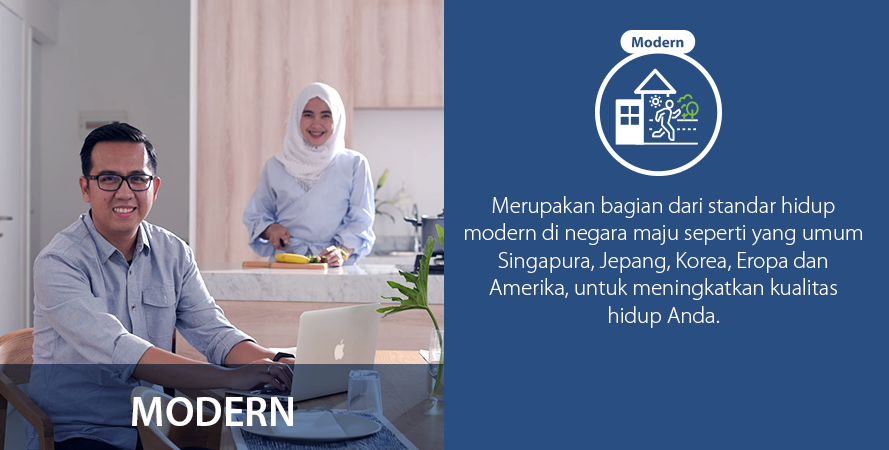 MODERN
Modern
Merupakan bagian dari standar hidup
modern di negara maju seperti yang umum
Singapura, Jepang, Korea, Eropa dan
Amerika, untuk meningkatkan kualitas
hidup Anda.